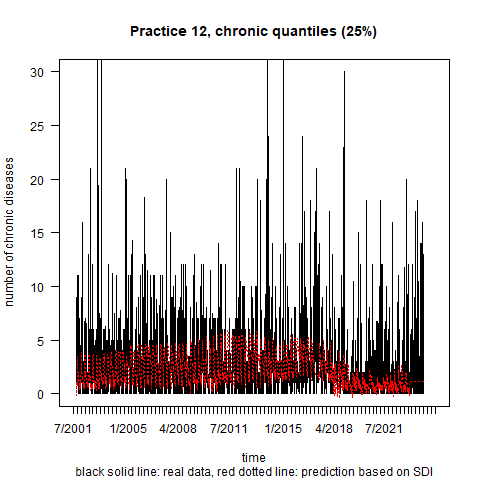 Practice 12, chronic quantiles (25%)
number of chronic diseases
30
25
20
15
10
5
0
7/2001 1/2005 4/2008 7/2011 1/2015 4/2018 7/2021
time
black solid line: real data, red dotted line: prediction based on SDI